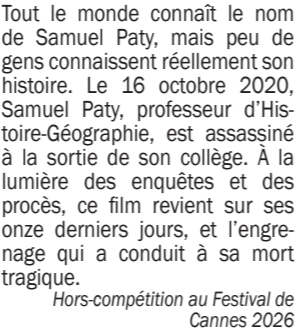 Tout le monde connaît le nom
de Samuel Paty, mais peu de
gens connaissent réellement son
histoire. Le 16 octobre 2020,
Samuel Paty, professeur d’His-
toire-Géographie, est assassiné
à la sortie de son collège. À la
lumière des enquêtes et des
procès, ce film revient sur ses
onze derniers jours, et l’engre-
nage qui a conduit à sa mort
tragique.
Hors-compétition au Festival de
Cannes 2026